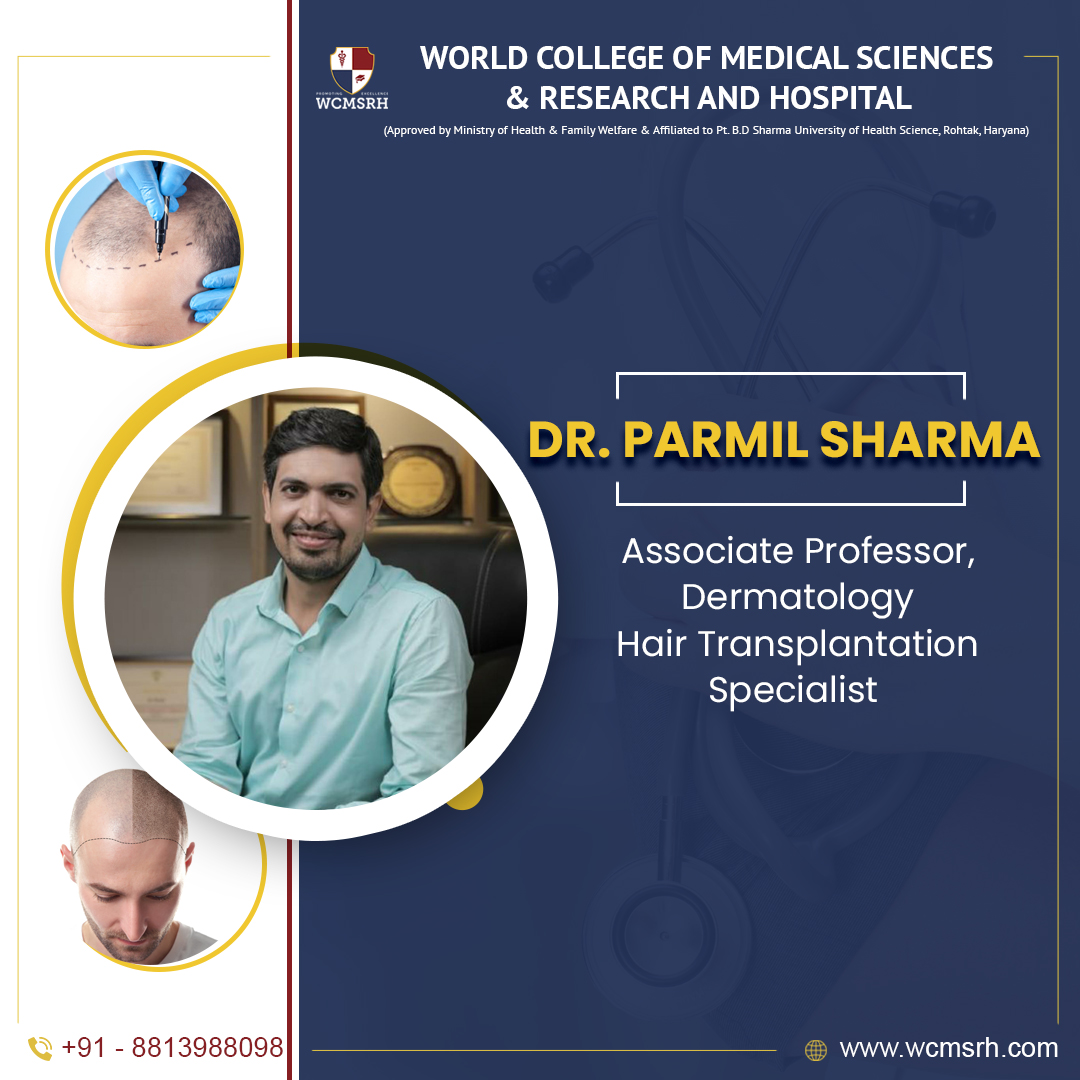 PROMOTING EXCELLENCE
WCMSRH
WORLD COLLEGE OF MEDICAL SCIENCES
& RESEARCH AND HOSPITAL
(Approved by Ministry of Health & Family Welfare & Affiliated to Pt. B.D Sharma University of Health Science, Rohtak, Haryana)
DR. PARMIL SHARMA
Associate Professor,
Dermatology
Hair Transplantation
Specialist
+91 - 8813988098
www.wcmsrh.com